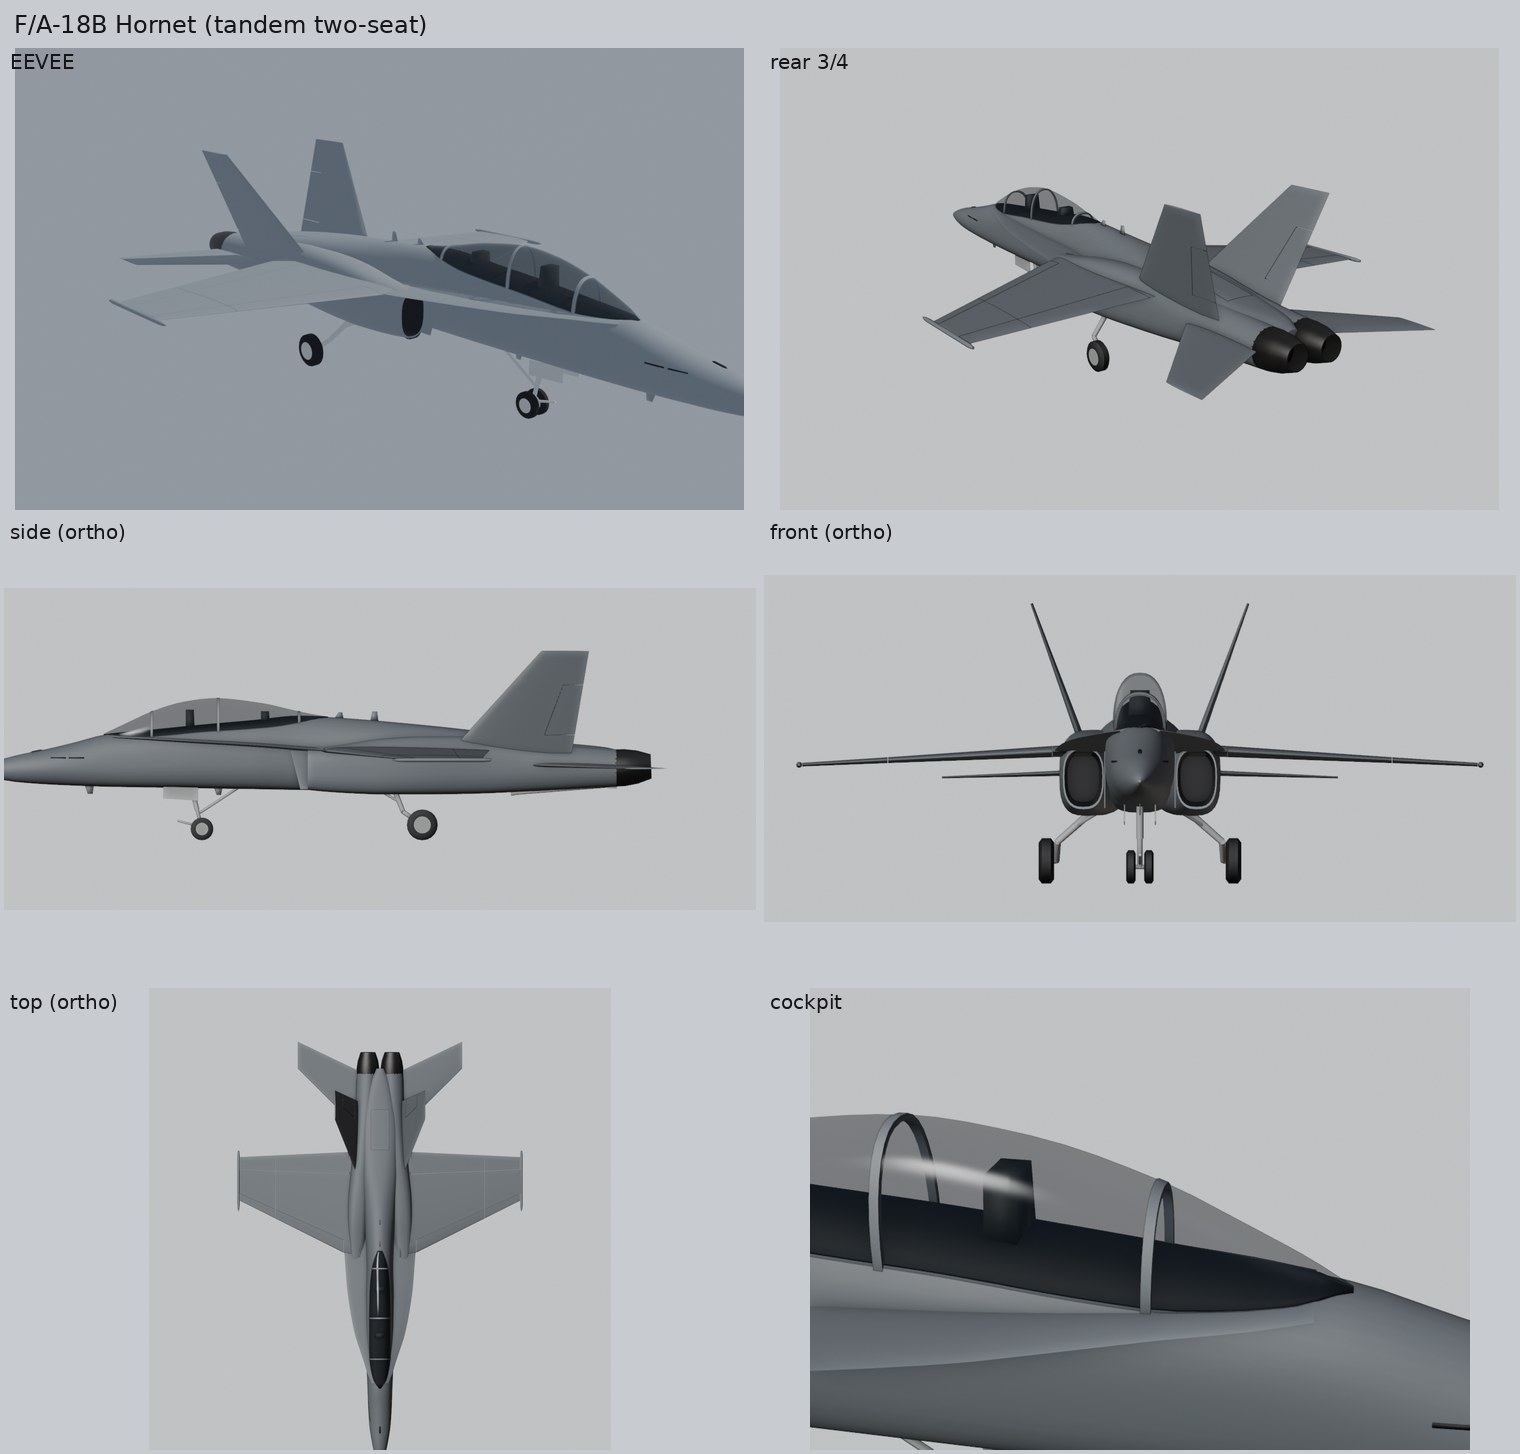 F/A-18B Hornet (tandem two-seat)
EEVEE
rear 3/4
side (ortho)
front (ortho)
top (ortho)
cockpit